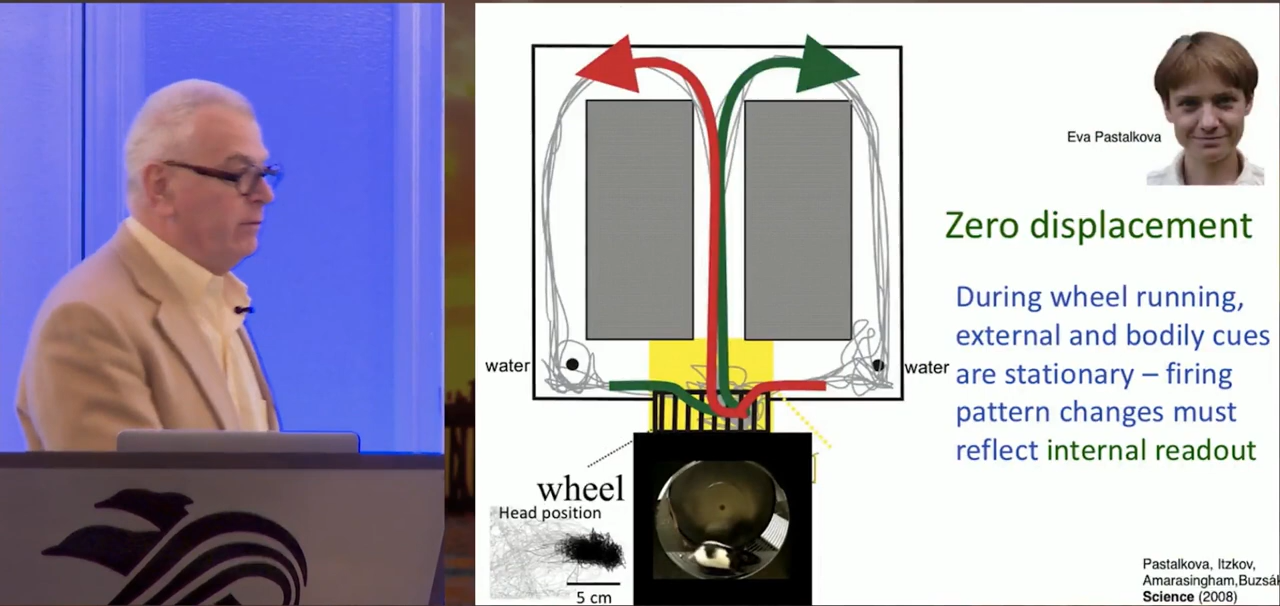 Eva Pastalkova
Zero displacement
During wheel running,
external and bodily cues
are stationary – firing
pattern changes must
reflect internal readout
water
water
wheel
Head position
5 cm
Pastalkova, Itzkov,
Amarasingham,Buzsák
Science (2008)